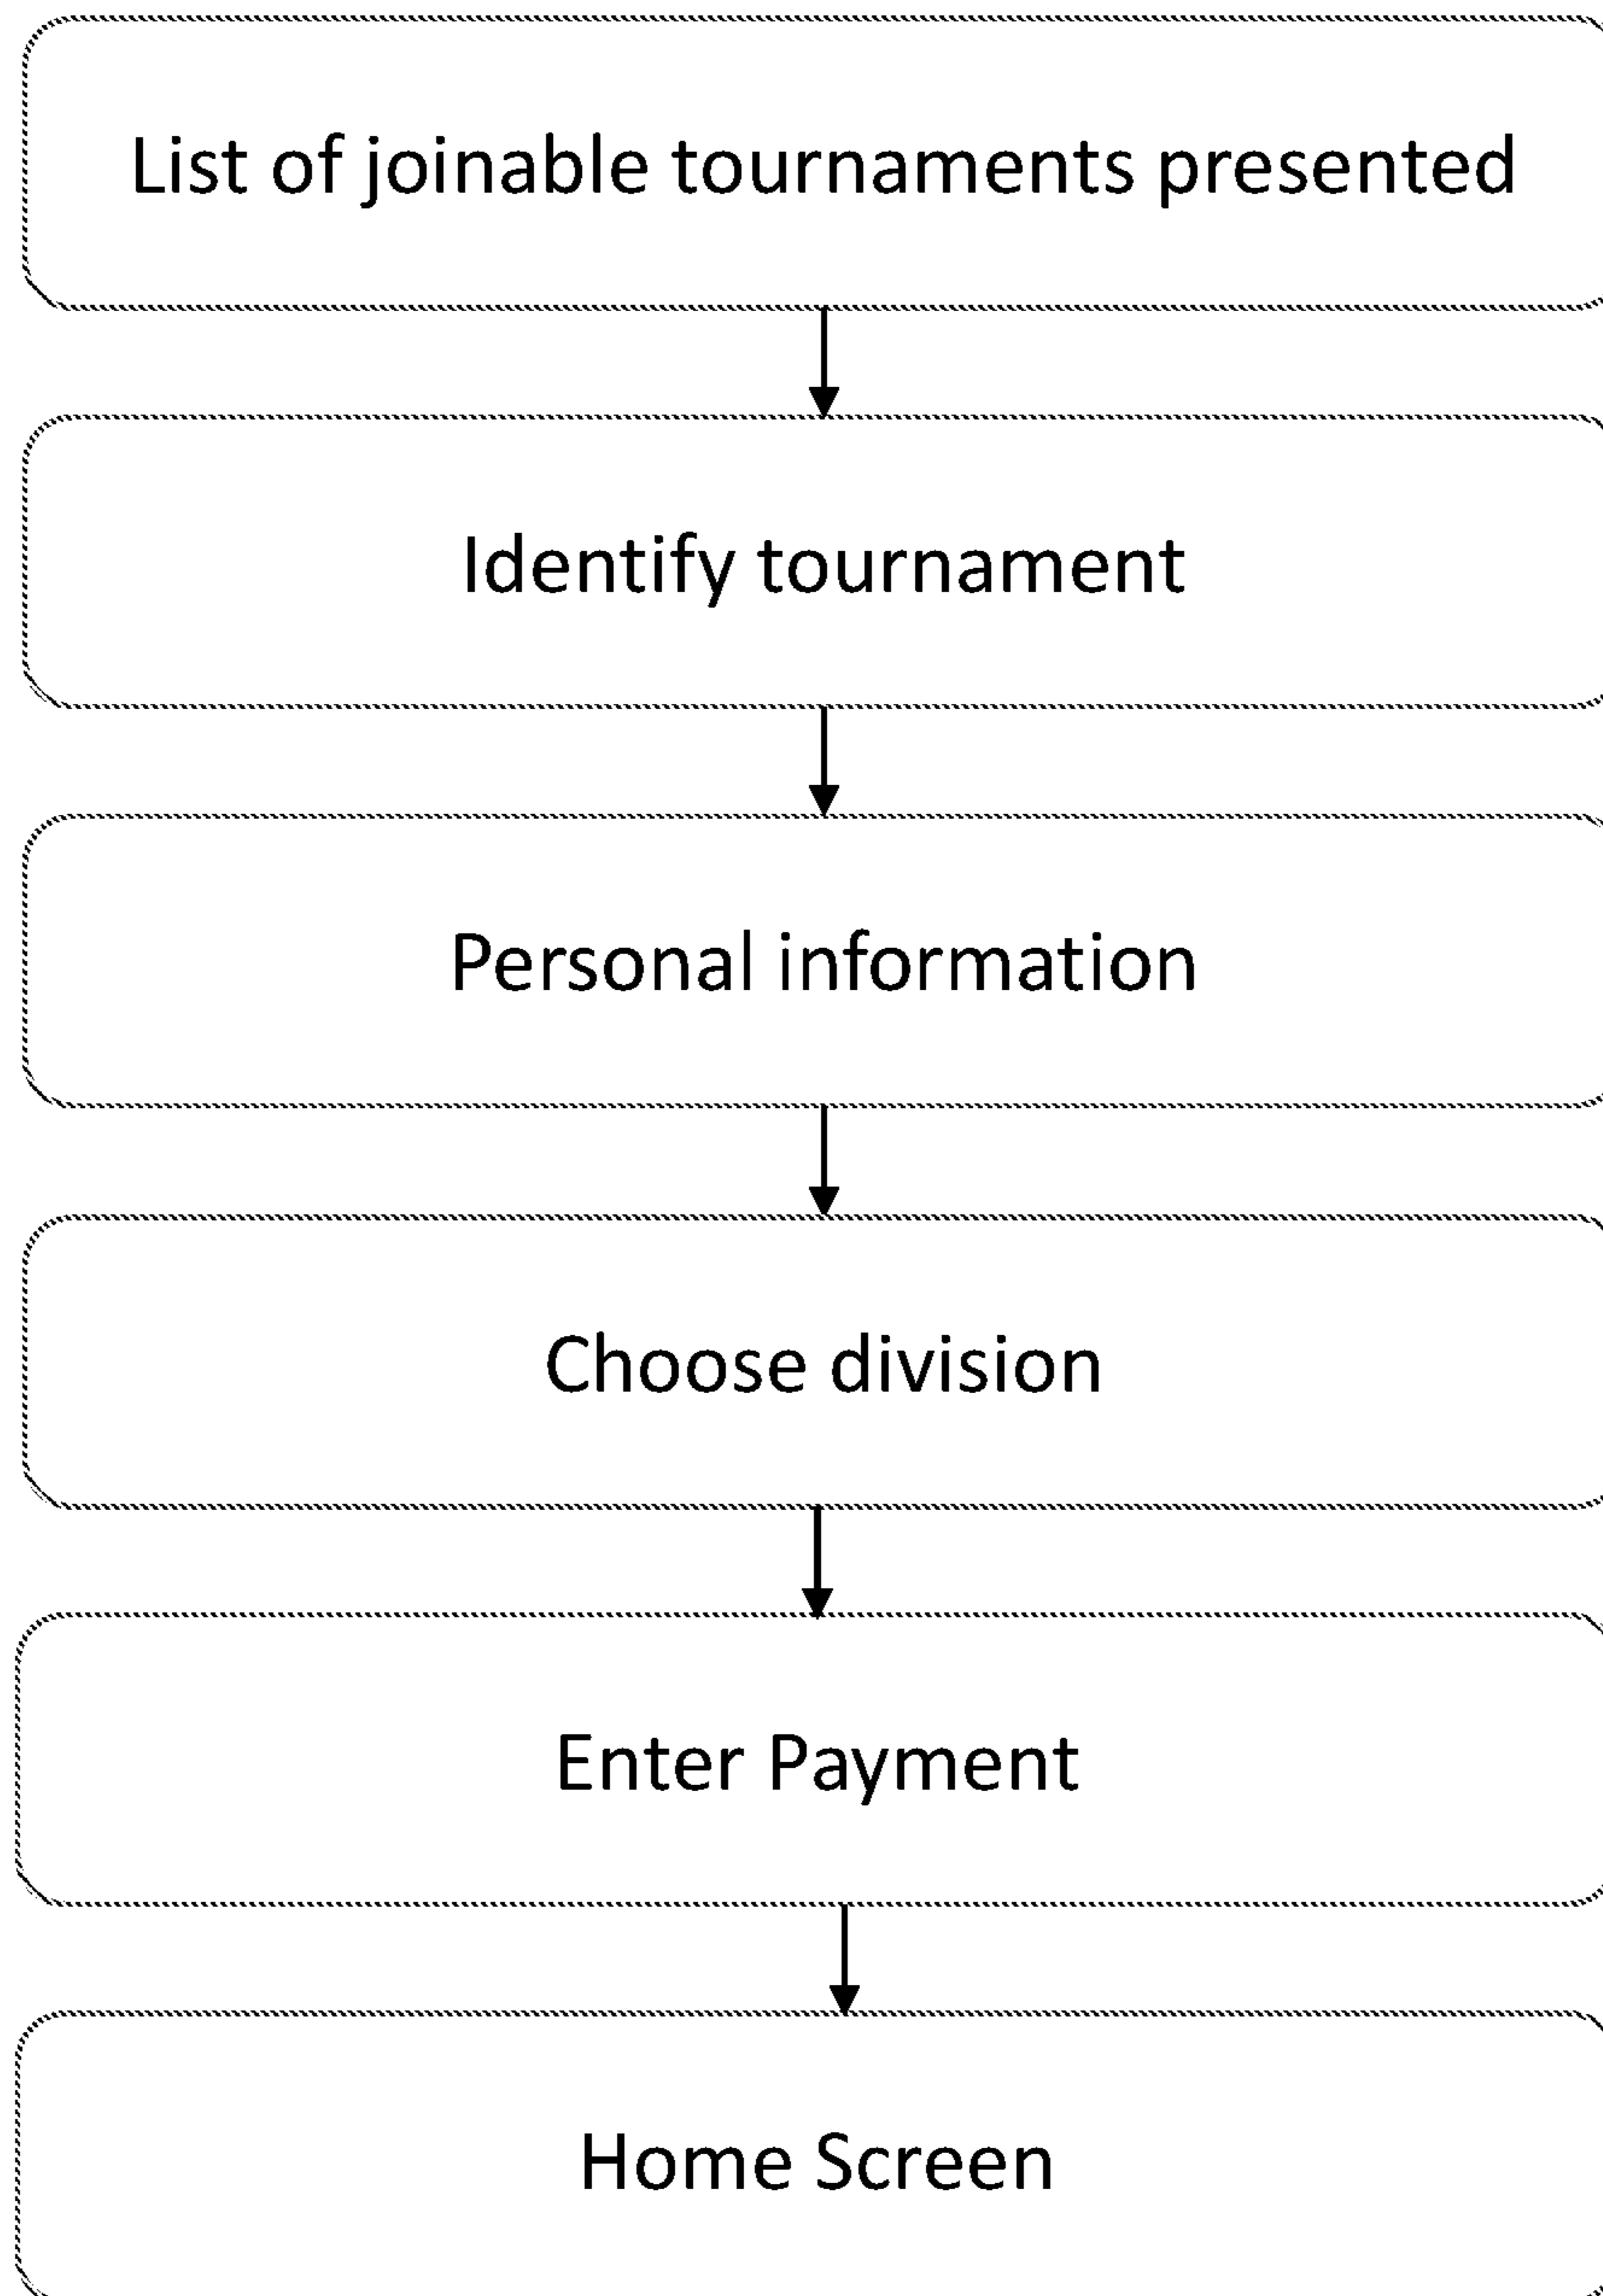 List of joinable tournaments presented
Identify tournament
Personal information
Choose division
Enter Payment
Home Screen